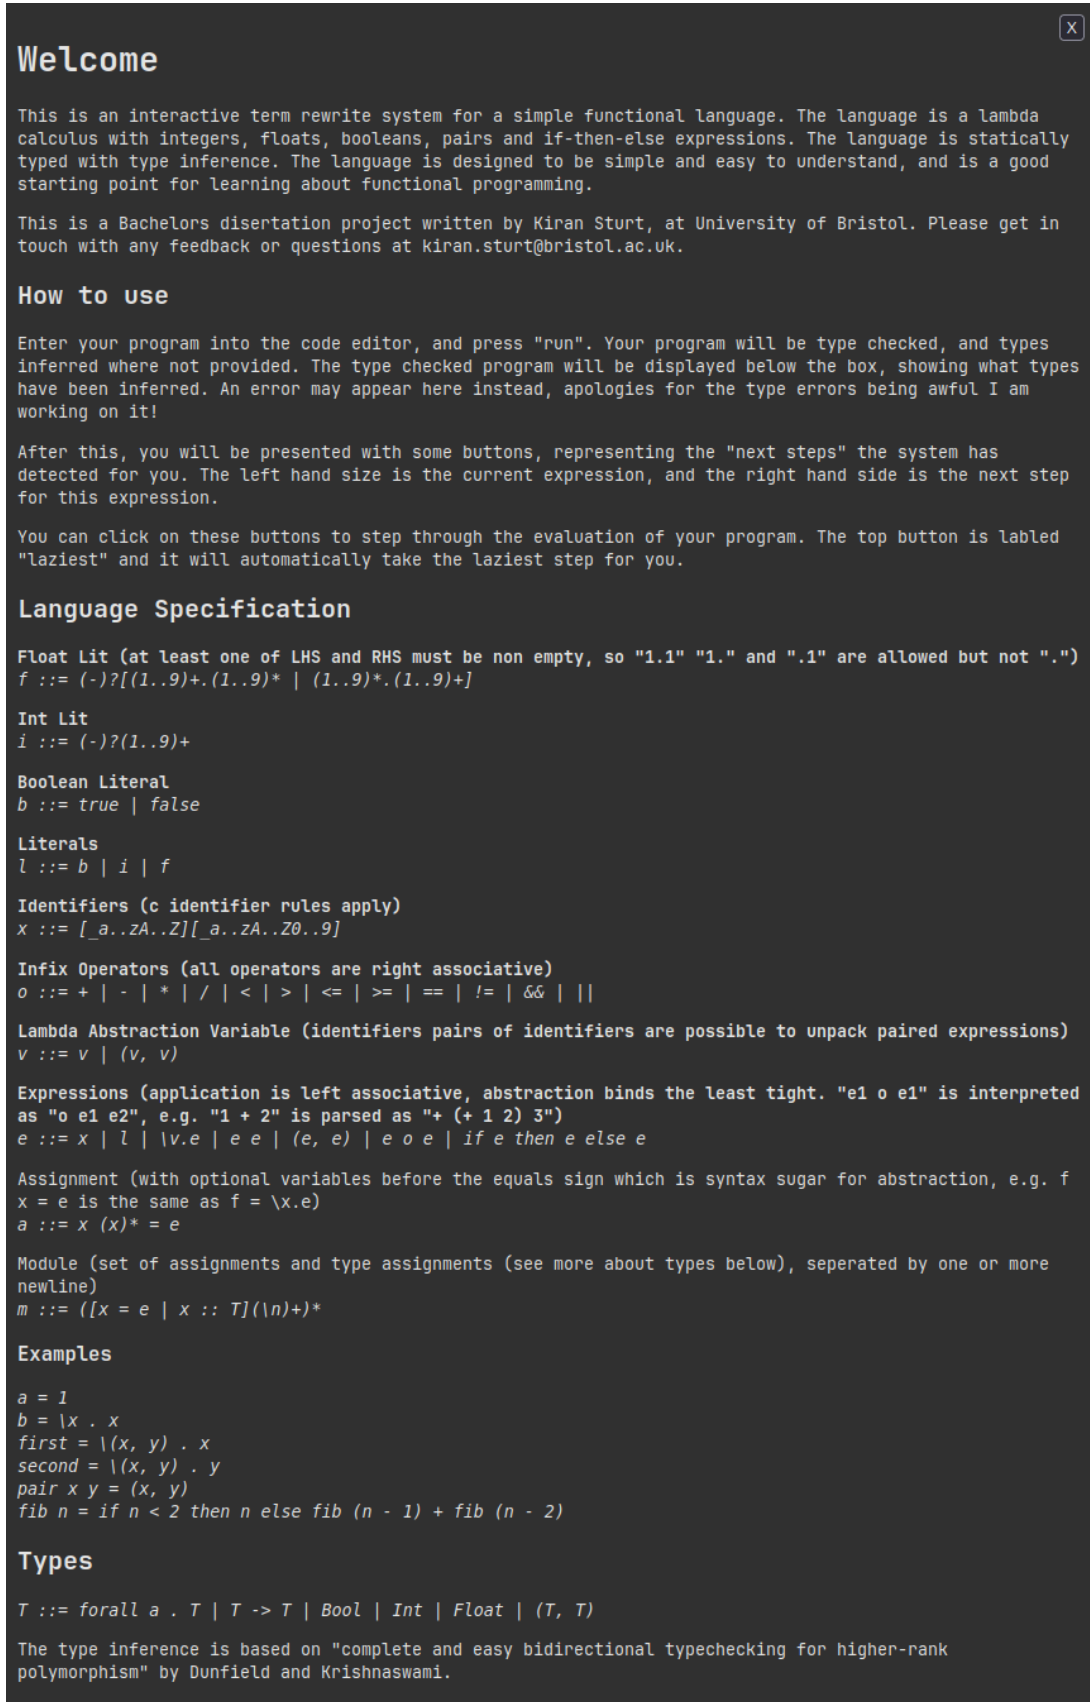 X
Welcome
This is an interactive term rewrite system for a simple functional language. The language is a lambda
calculus with integers, floats, booleans, pairs and if-then-else expressions. The language is statically
typed with type inference. The language is designed to be simple and easy to understand, and is a good
starting point for learning about functional programming.
This is a Bachelors disertation project written by Kiran Sturt, at University of Bristol. Please get in
touch with any feedback or questions at kiran.sturt@bristol.ac.uk.
How to use
Enter your program into the code editor, and press "run". Your program will be type checked, and types
inferred where not provided. The type checked program will be displayed below the box, showing what types
have been inferred. An error may appear here instead, apologies for the type errors being awful I am
working on it!
After this, you will be presented with some buttons, representing the "next steps" the system has
detected for you. The left hand size is the current expression, and the right hand side is the next step
for this expression.
You can click on these buttons to step through the evaluation of your program. The top button is labled
"laziest" and it will automatically take the laziest step for you.
Language Specification
Float Lit (at least one of LHS and RHS must be non empty, so "1.1" "1." and ".1" are allowed but not ".")
f ::= (-)?[(1..9)+.(1..9)* | (1..9)*.(1..9)+]
Int Lit
i ::= (-)?(1..9)+
Boolean Literal
b ::= true | false
Literals
l ::= b | i | f
Identifiers (c identifier rules apply)
x ::= [_a..zA..Z][_a..zA..Z0..9]
Infix Operators (all operators are right associative)
o ::= + | - | * | / | < | > | <= | >= | == | != | && | ||
Lambda Abstraction Variable (identifiers pairs of identifiers are possible to unpack paired expressions)
v ::= v | (v, v)
Expressions (application is left associative, abstraction binds the least tight. "e1 o e1" is interpreted
as "o e1 e2", e.g. "1 + 2" is parsed as "+ (+ 1 2) 3")
e ::= x | l | \v.e | e e | (e, e) | e o e | if e then e else e
Assignment (with optional variables before the equals sign which is syntax sugar for abstraction, e.g. f
x = e is the same as f = \x.e)
a ::= x (x)* = e
Module (set of assignments and type assignments (see more about types below), seperated by one or more
newline)
m ::= ([x = e | x :: T](\n)+)*
Examples
a = 1
b = \x . x
first = \(x, y) . x
second = \(x, y) . y
pair x y = (x, y)
fib n = if n < 2 then n else fib (n - 1) + fib (n - 2)
Types
T ::= forall a . T | T -> T | Bool | Int | Float | (T, T)
The type inference is based on "complete and easy bidirectional typechecking for higher-rank
polymorphism" by Dunfield and Krishnaswami.